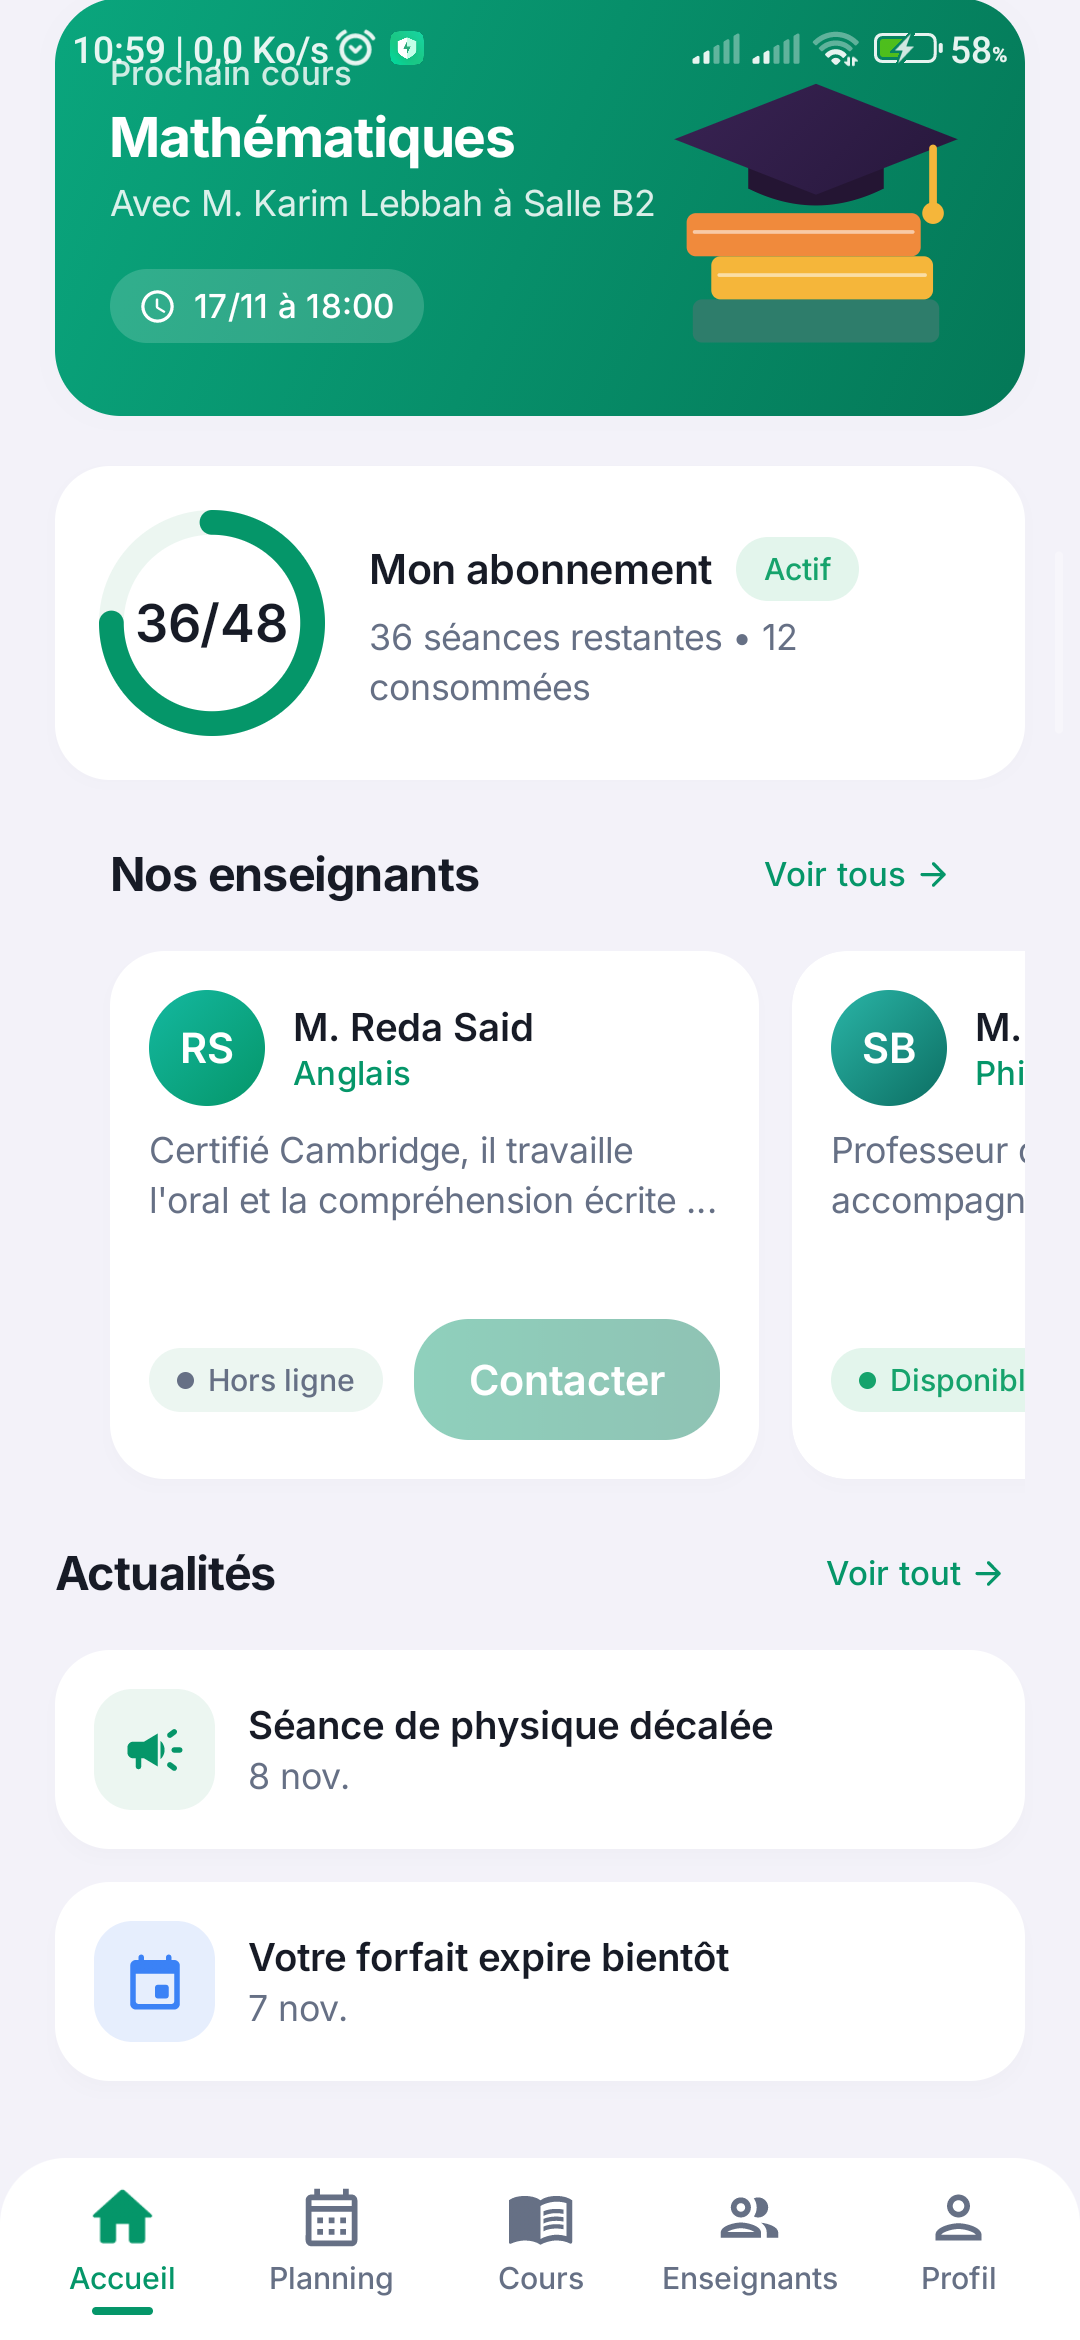 10:59 | 0,0 Ko/s 58%
Prochain cours
Mathématiques
Avec M. Karim Lebbah à Salle B2
17/11 à 18:00
36/48
Mon abonnement Actif
36 séances restantes • 12
consommées
Nos enseignants Voir tous →
RS
M. Reda Said
Anglais
Certifié Cambridge, il travaille
l'oral et la compréhension écrite ...
Hors ligne
Contacter
SB
M.
Phi
Professeur
accompagn
Disponibl
Actualités Voir tout →
Séance de physique décalée
8 nov.
Votre forfait expire bientôt
7 nov.
Accueil Planning Cours Enseignants Profil